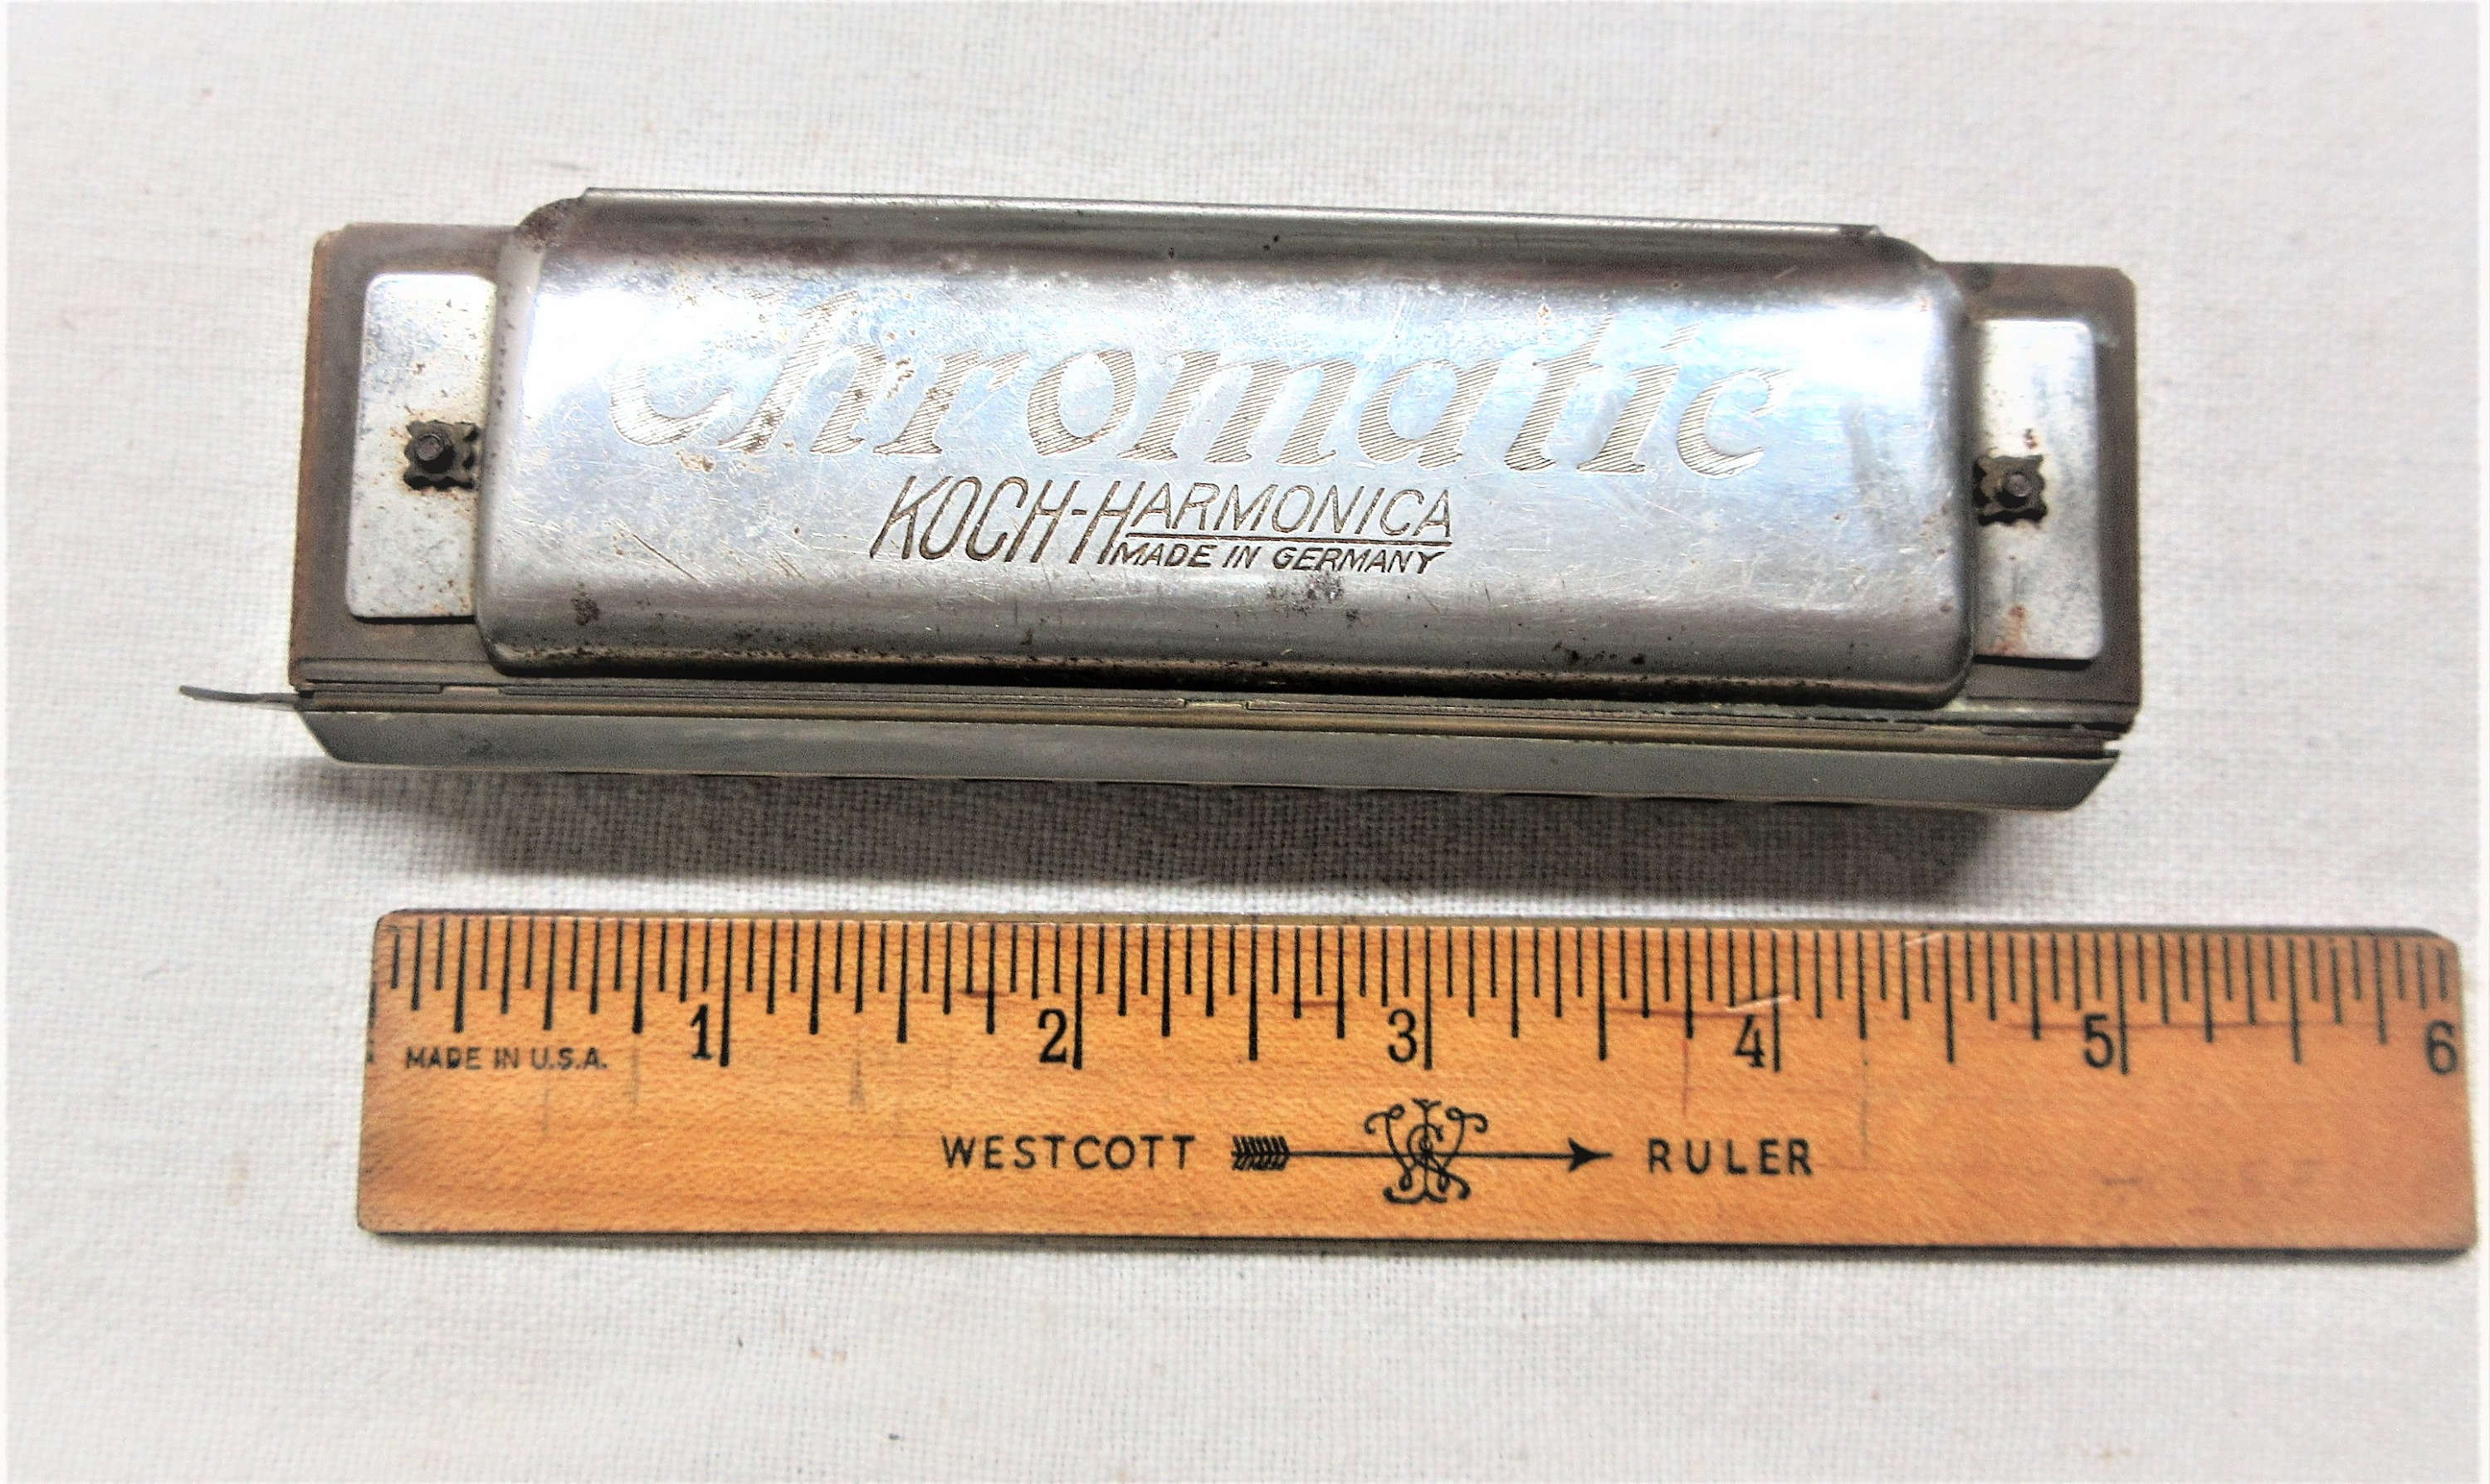 Chromatic
KOCH-HARMONICA
MADE IN GERMANY
1 2 3 4 5 6
MADE IN U.S.A.
WESTCOTT RULER